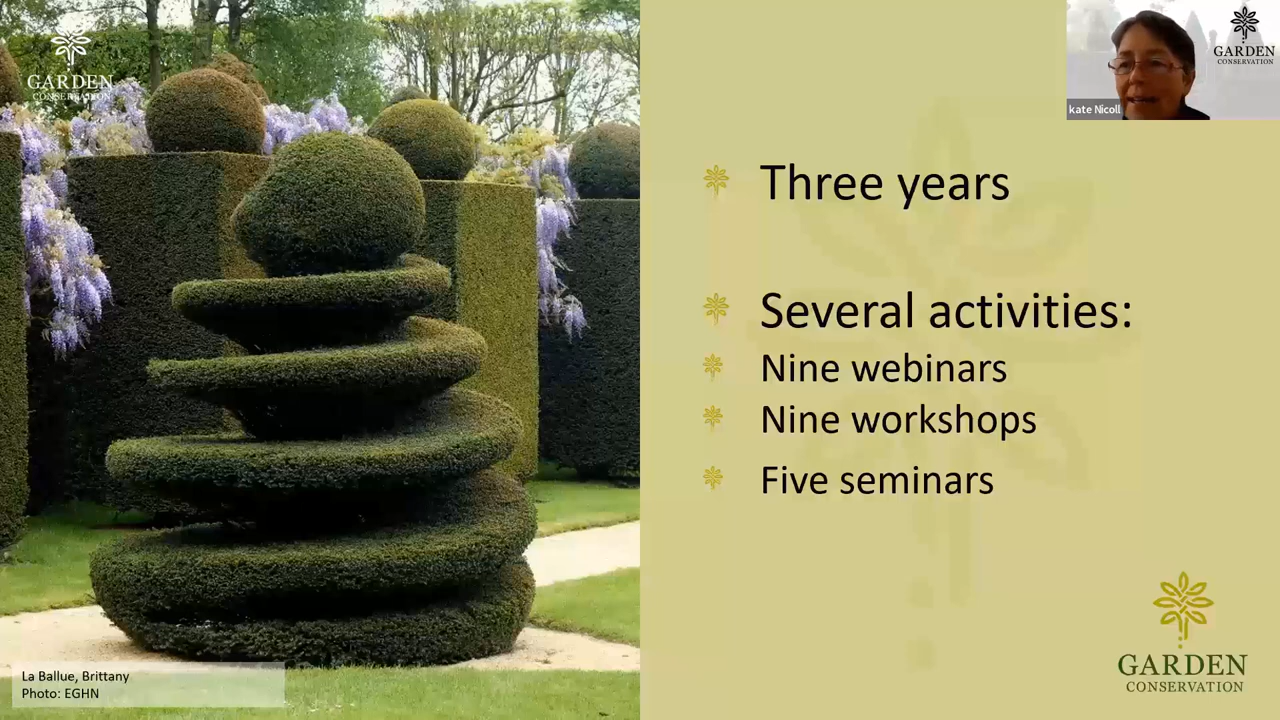 GARDEN
CONSERVATION
La Ballue, Brittany
Photo: EGHN
Three years
Several activities:
Nine webinars
Nine workshops
Five seminars
kate Nicoll
GARDEN
CONSERVATION
GARDEN
CONSERVATION